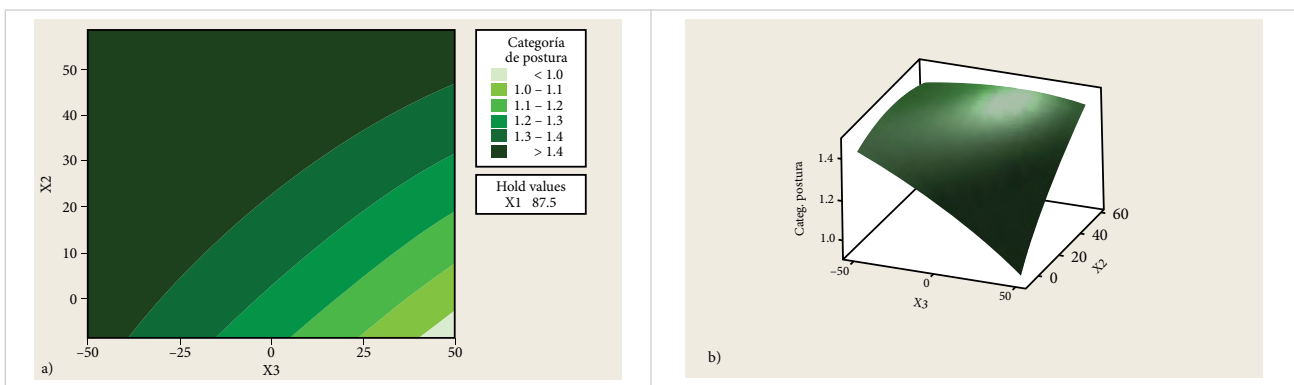 50
40
30
20
10
0
X2
–50
–25
0
25
50
X3
a)
Categoría
de postura
< 1.0
1.0 – 1.1
1.1 – 1.2
1.2 – 1.3
1.3 – 1.4
> 1.4
Hold values
X1 87.5
1.4
1.2
1.0
Categ. postura
–50
0
50
X3
0
20
40
60
X2
b)